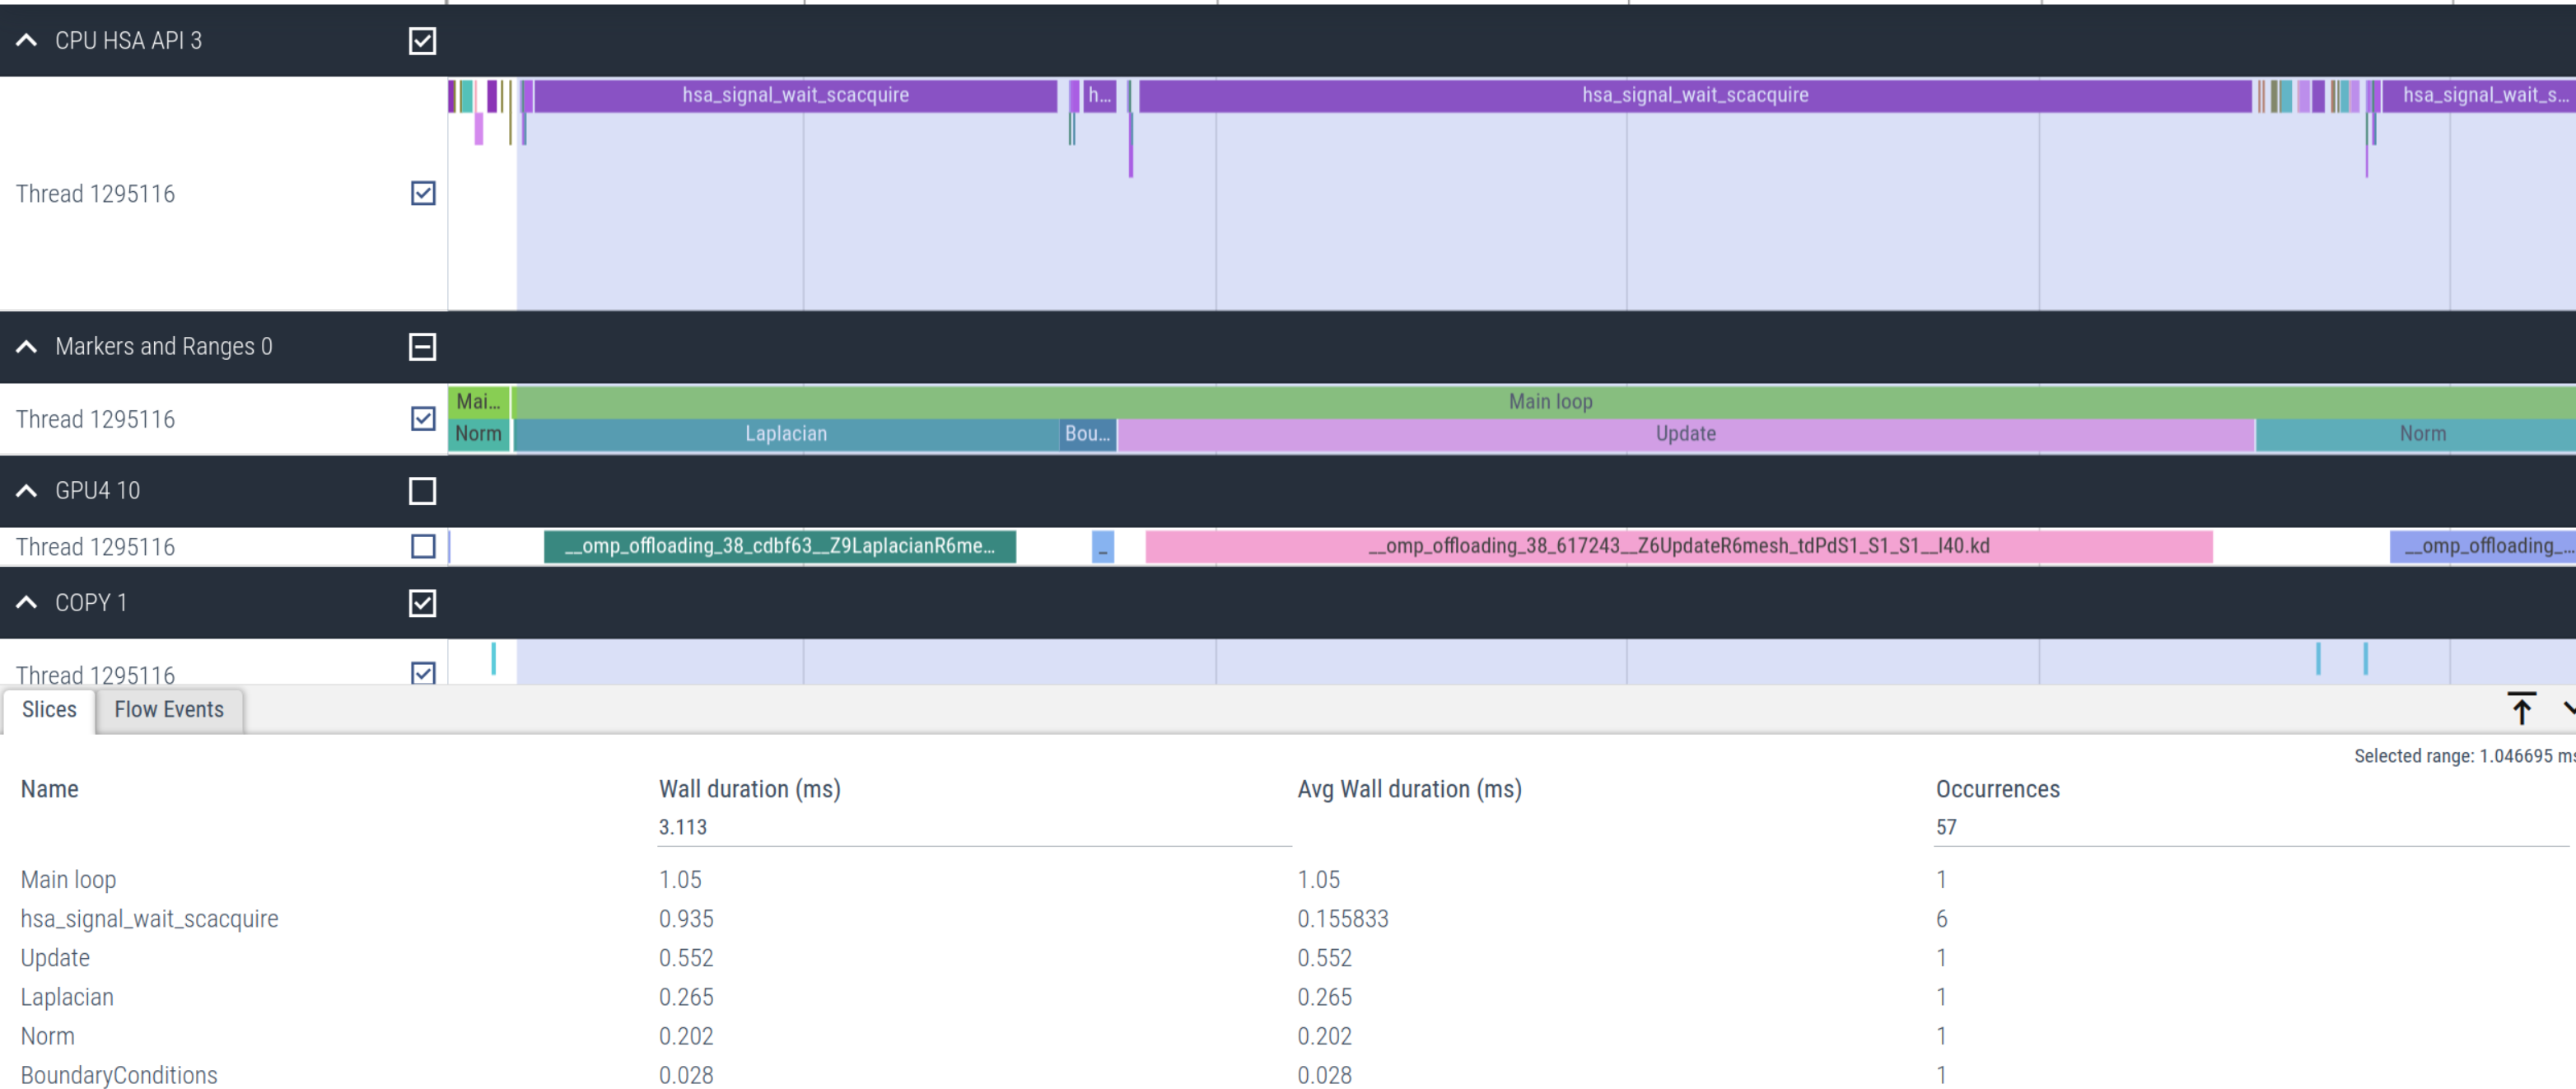 CPU HSA API 3
hsa_signal_wait_scacquire h… hsa_signal_wait_scacquire hsa_signal_wait_s…
Thread 1295116
Markers and Ranges 0
Mai… Main loop
Thread 1295116
Norm Laplacian Bou… Update Norm
GPU4 10
Thread 1295116 __omp_offloading_38_cdbf63__Z9LaplacianR6me… _ __omp_offloading_38_617243__Z6UpdateR6mesh_tdPdS1_S1_S1__l40.kd __omp_offloading_…
COPY 1
Thread 1295116
Slices Flow Events
Selected range: 1.046695 ms
Name Wall duration (ms) Avg Wall duration (ms) Occurrences
3.113 57
Main loop 1.05 1.05 1
hsa_signal_wait_scacquire 0.935 0.155833 6
Update 0.552 0.552 1
Laplacian 0.265 0.265 1
Norm 0.202 0.202 1
BoundaryConditions 0.028 0.028 1